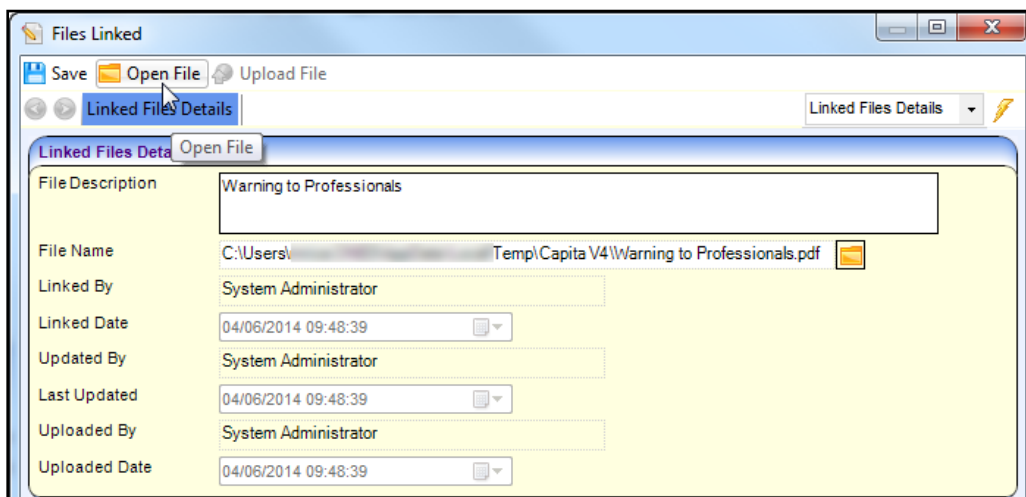 Files Linked
Save Open File Upload File
Linked Files Details Linked Files Details
Open File
Linked Files Deta
File Description Warning to Professionals
File Name C:\Users\ Temp\Capita V4\Warning to Professionals.pdf
Linked By System Administrator
Linked Date 04/06/2014 09:48:39
Updated By System Administrator
Last Updated 04/06/2014 09:48:39
Uploaded By System Administrator
Uploaded Date 04/06/2014 09:48:39